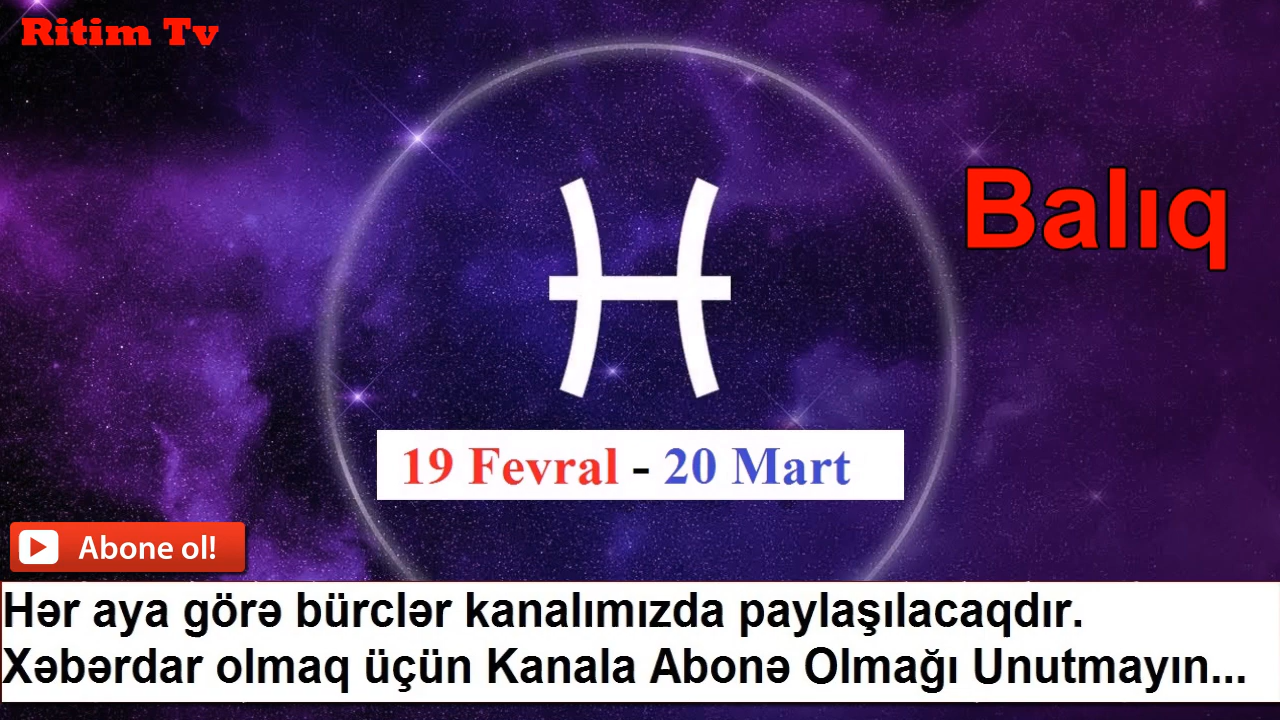 Ritim Tv
Balıq
19 Fevral - 20 Mart
Abone ol!
Hər aya görə bürclər kanalımızda paylaşılacaqdır.
Xəbərdar olmaq üçün Kanala Abonə Olmağı Unutmayın...